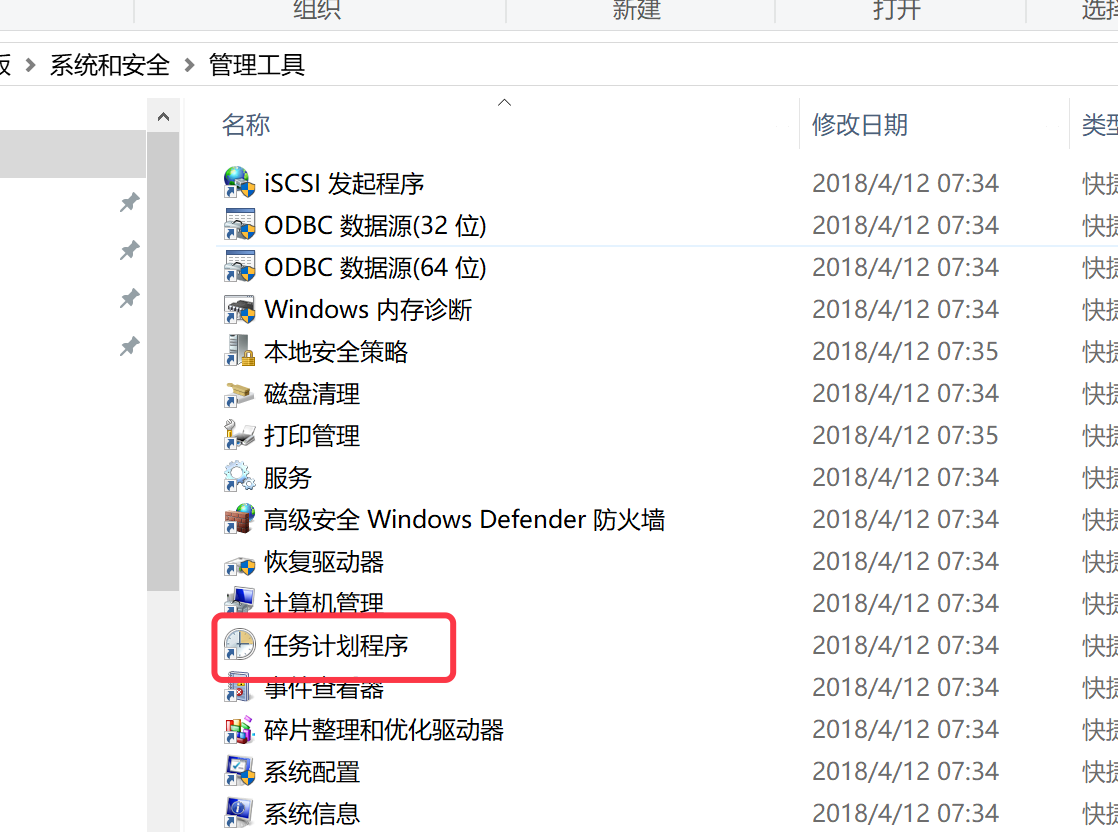 组织 新建 打开
系统和安全 管理工具
名称 修改日期 类型
iSCSI 发起程序 2018/4/12 07:34 快捷
ODBC 数据源(32 位) 2018/4/12 07:34 快捷
ODBC 数据源(64 位) 2018/4/12 07:34 快捷
Windows 内存诊断 2018/4/12 07:34 快捷
本地安全策略 2018/4/12 07:35 快捷
磁盘清理 2018/4/12 07:34 快捷
打印管理 2018/4/12 07:35 快捷
服务 2018/4/12 07:34 快捷
高级安全 Windows Defender 防火墙 2018/4/12 07:34 快捷
恢复驱动器 2018/4/12 07:34 快捷
计算机管理 2018/4/12 07:34 快捷
任务计划程序 2018/4/12 07:34 快捷
事件查看器 2018/4/12 07:34 快捷
碎片整理和优化驱动器 2018/4/12 07:34 快捷
系统配置 2018/4/12 07:34 快捷
系统信息 2018/4/12 07:34 快捷